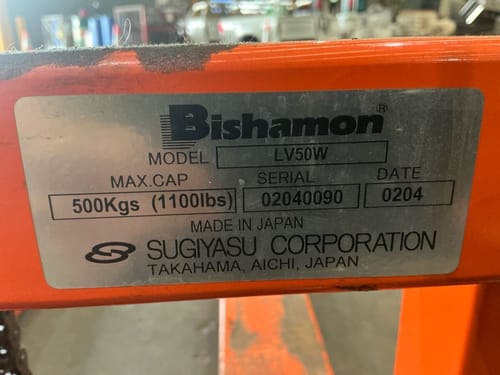 Bishamon®
MODEL LV50W
MAX.CAP SERIAL DATE
500Kgs (1100lbs) 02040090 0204
MADE IN JAPAN
SUGIYASU CORPORATION
TAKAHAMA, AICHI, JAPAN